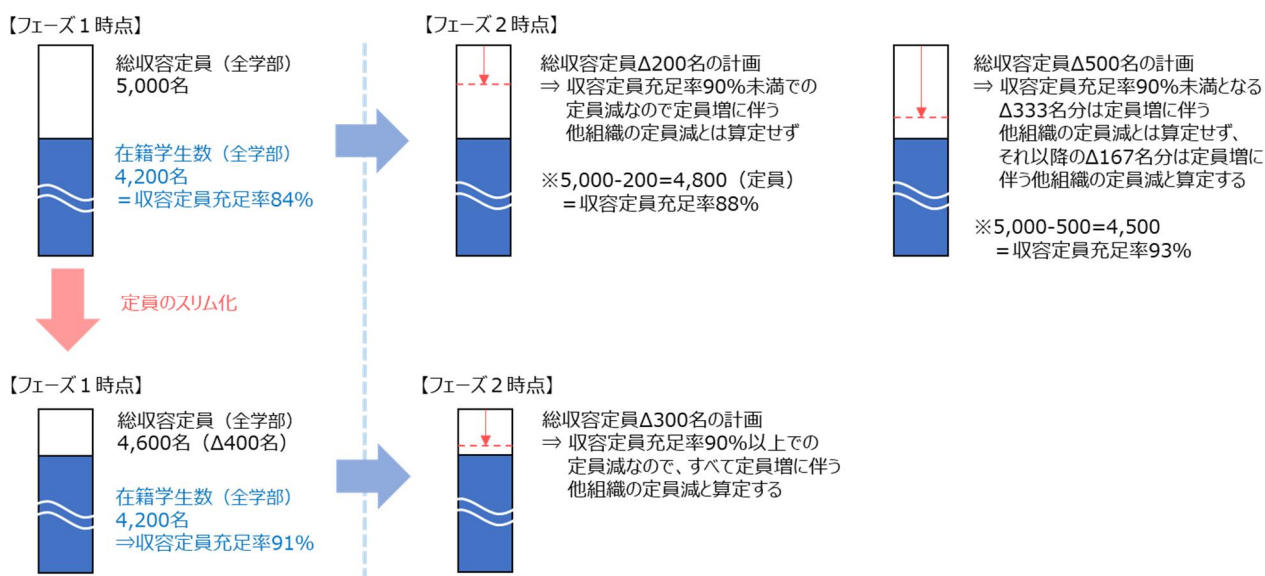 【フェーズ１時点】
総収容定員（全学部）
5,000名
在籍学生数（全学部）
4,200名
＝収容定員充足率84%
【フェーズ２時点】
総収容定員Δ200名の計画
⇒ 収容定員充足率90%未満での
定員減なので定員増に伴う
他組織の定員減とは算定せず
※5,000-200=4,800（定員）
＝収容定員充足率88%
総収容定員Δ500名の計画
⇒ 収容定員充足率90%未満となる
Δ333名分は定員増に伴う
他組織の定員減とは算定せず、
それ以降のΔ167名分は定員増に
伴う他組織の定員減と算定する
※5,000-500=4,500
＝収容定員充足率93%
定員のスリム化
【フェーズ１時点】
総収容定員（全学部）
4,600名（Δ400名）
在籍学生数（全学部）
4,200名
⇒収容定員充足率91%
【フェーズ２時点】
総収容定員Δ300名の計画
⇒ 収容定員充足率90%以上での
定員減なので、すべて定員増に伴う
他組織の定員減と算定する